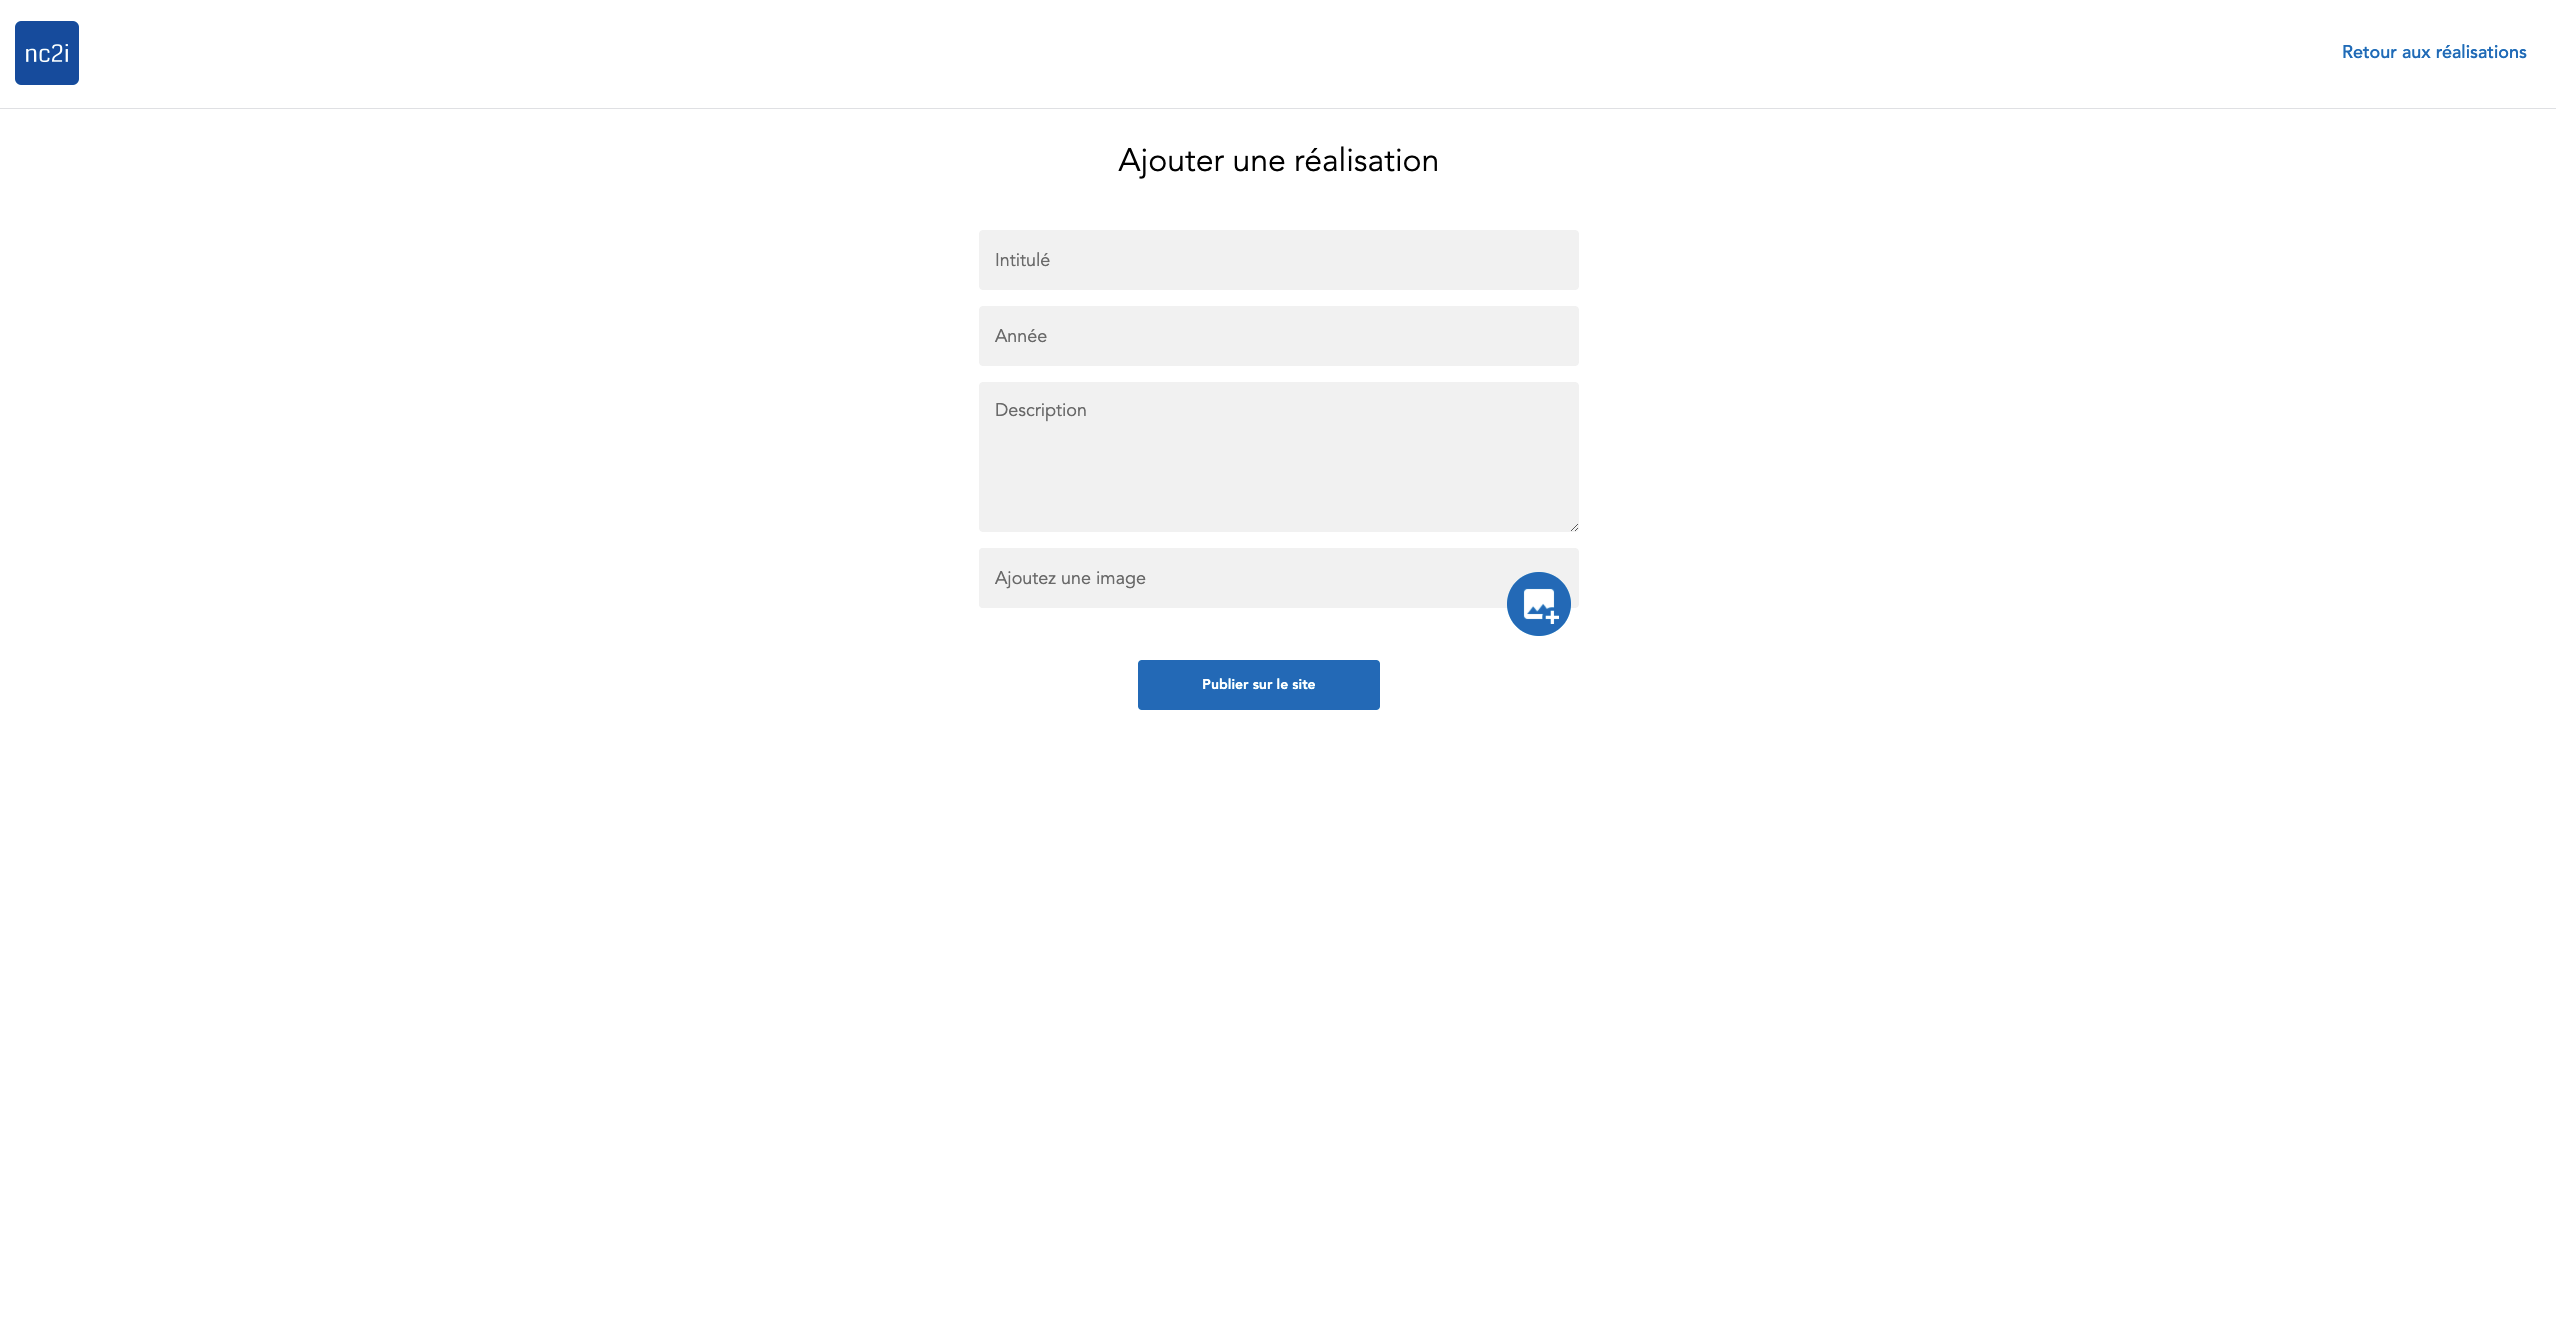 nc2i
Retour aux réalisations
Ajouter une réalisation
Intitulé
Année
Description
Ajoutez une image
Publier sur le site